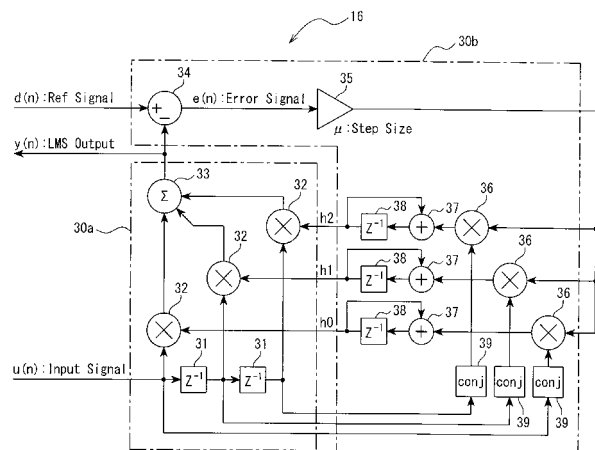 16
30b
34
35
d(n):Ref Signal
+
−
e(n):Error Signal
μ:Step Size
y(n):LMS Output
33
Σ
30a
32
32
32
h2
h1
h0
38
38
38
Z⁻¹
Z⁻¹
Z⁻¹
37
37
37
+
+
+
36
36
36
31
31
u(n):Input Signal
Z⁻¹
Z⁻¹
39
conj
conj
conj
39
39